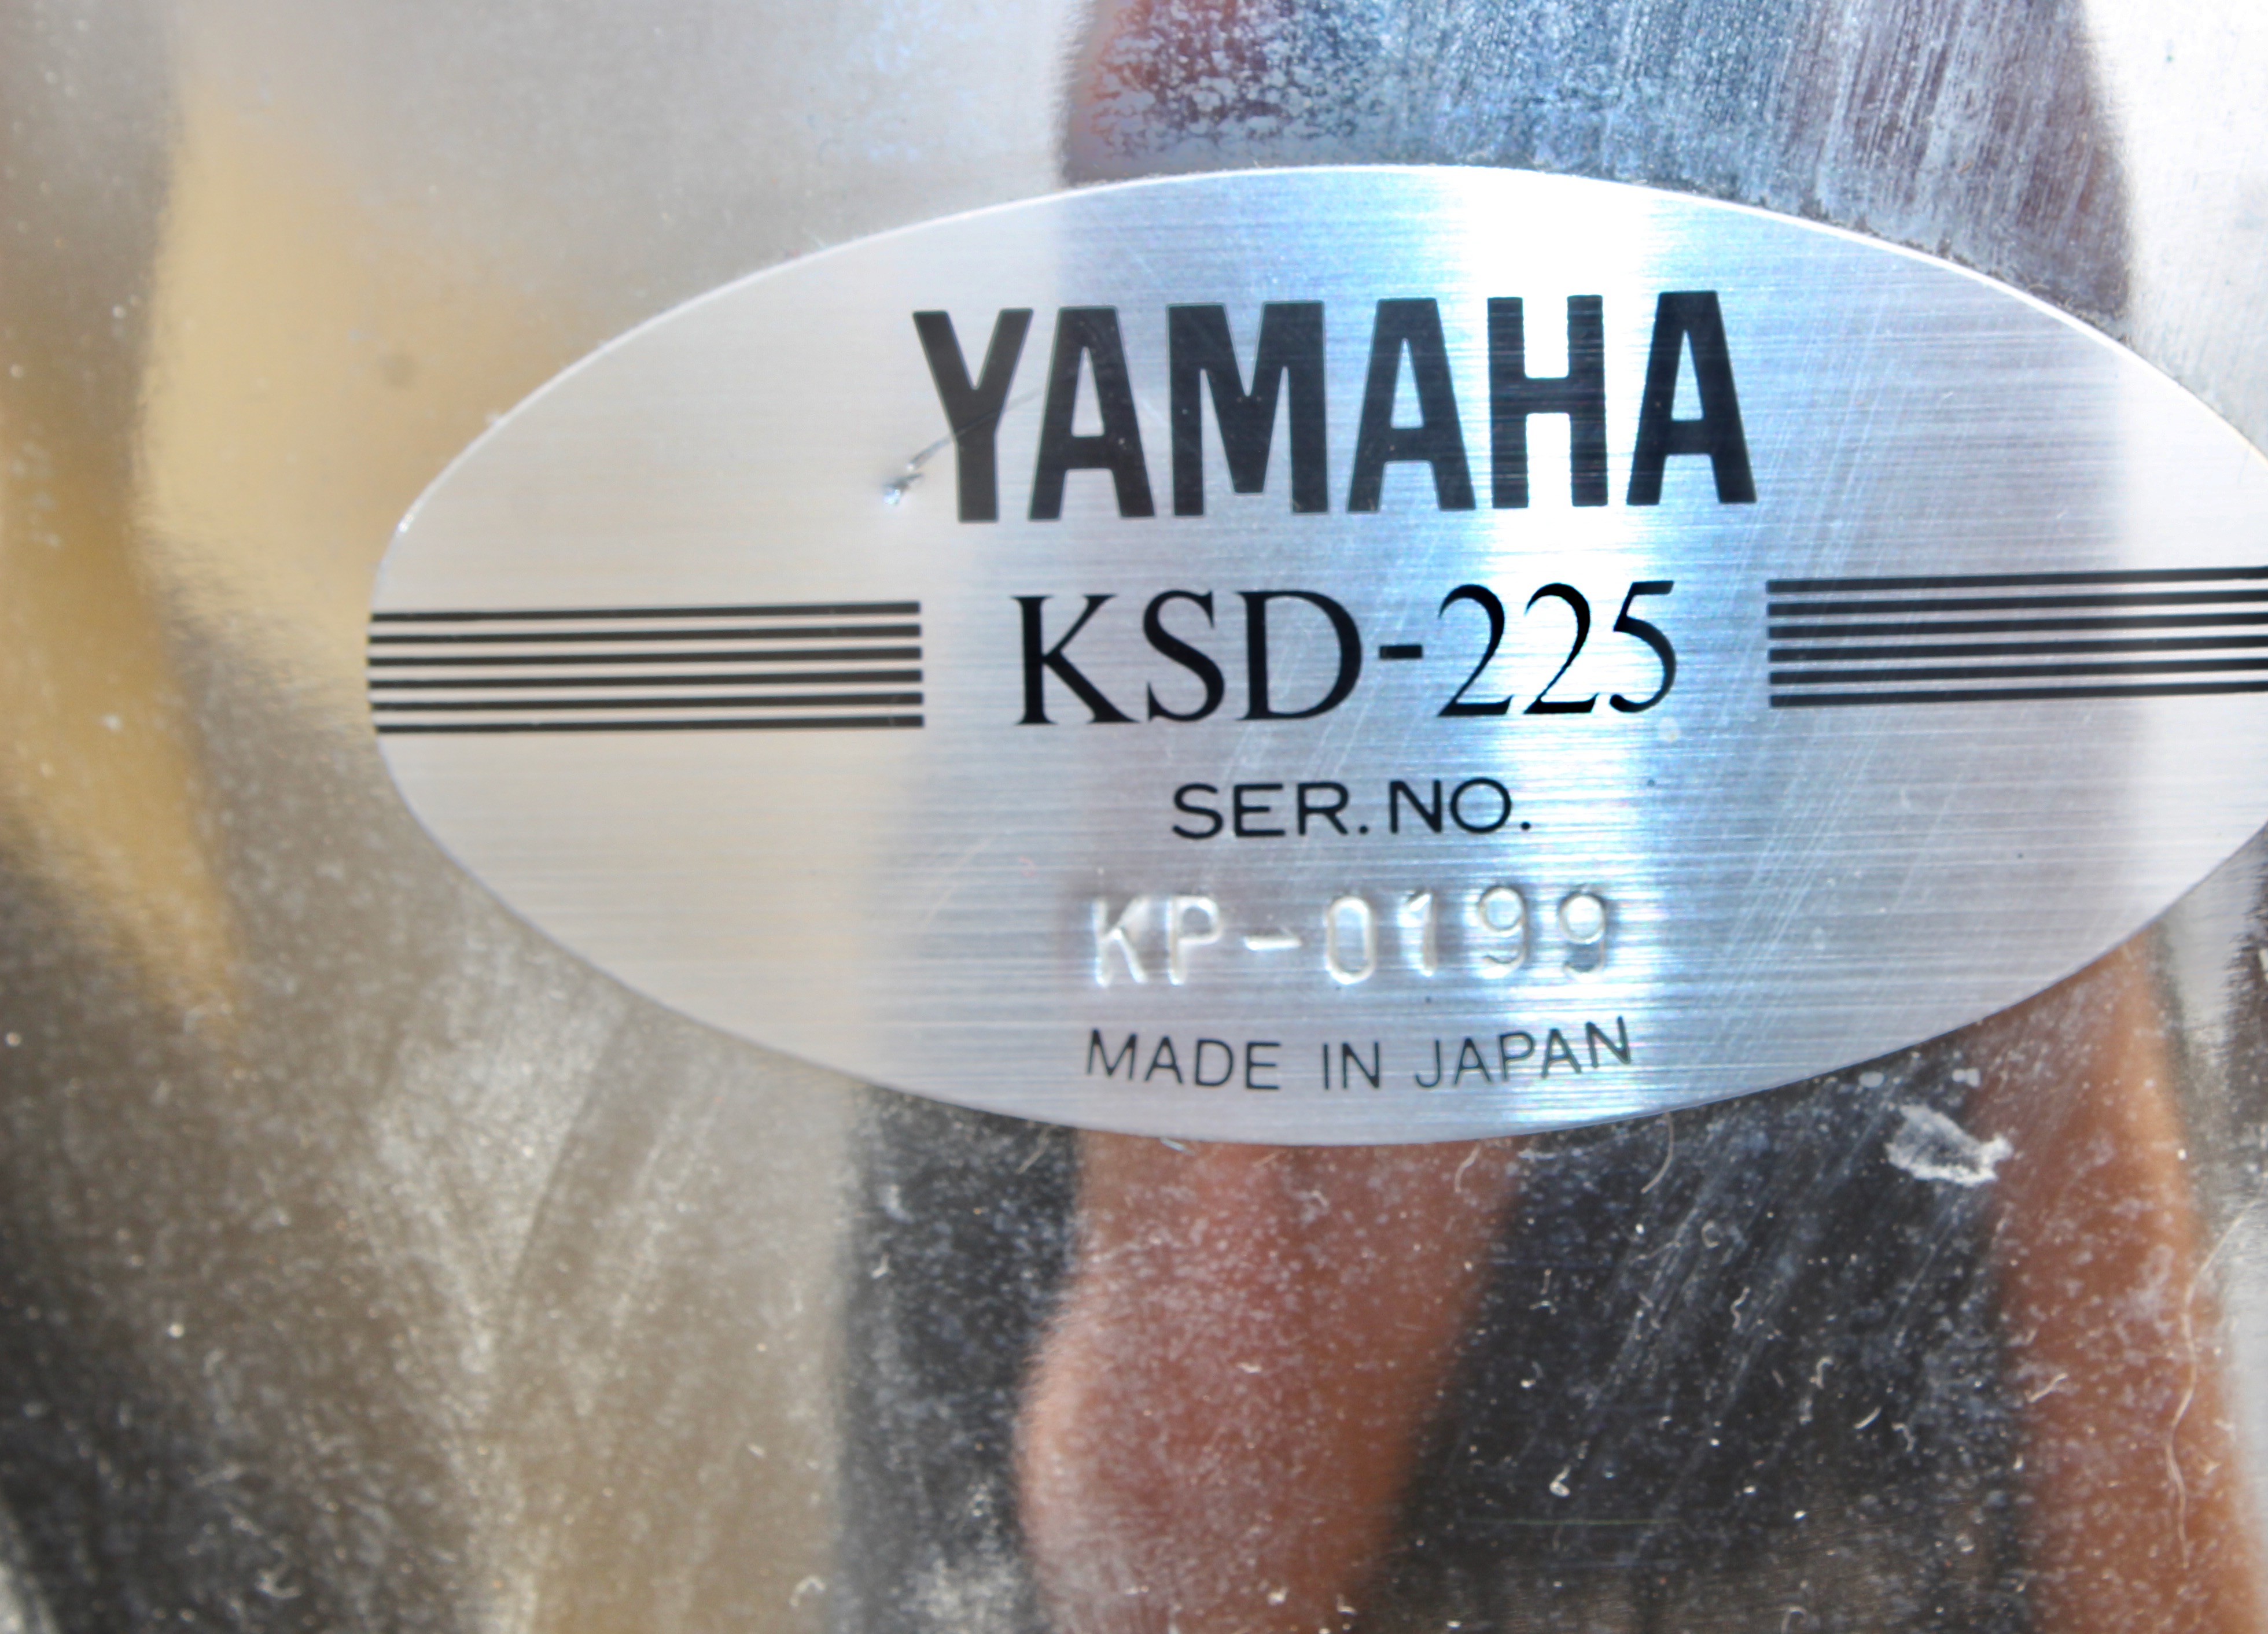 YAMAHA
KSD-225
SER. NO.
KP-0199
MADE IN JAPAN